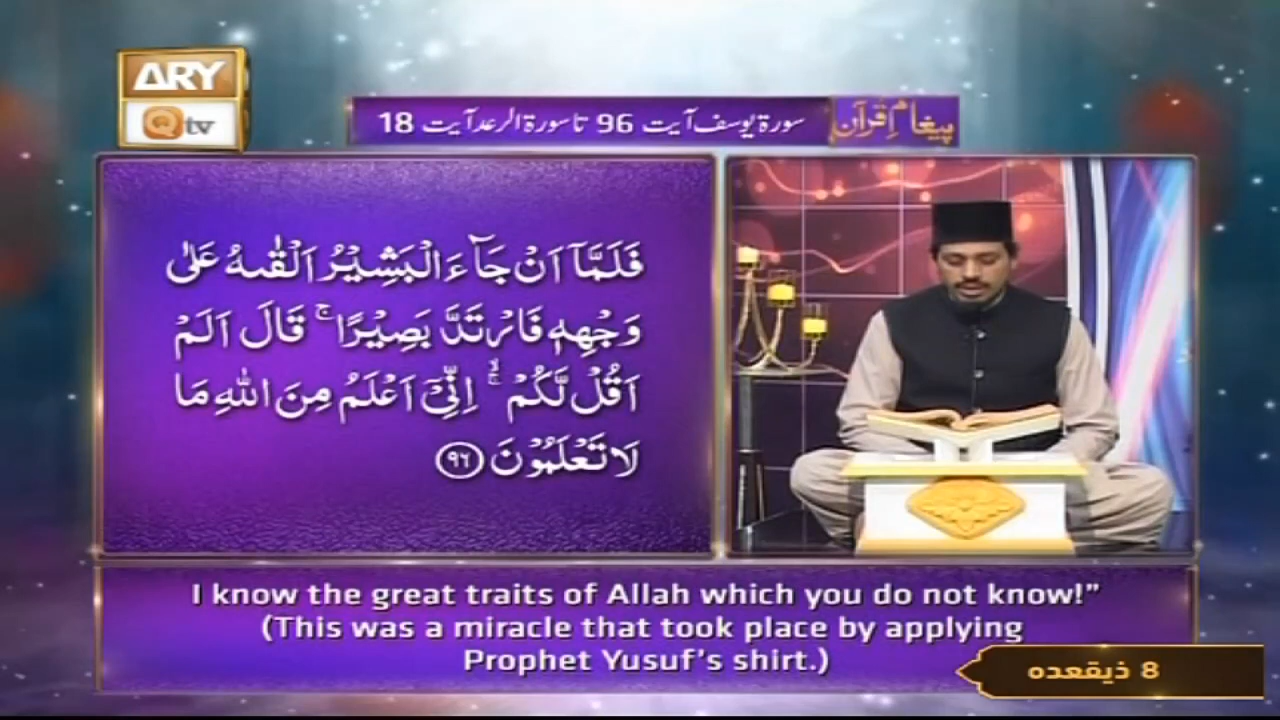 ARY
Qtv
پیغامِ قرآن
سورۃ یوسف آیت 96 تا سورۃ الرعد آیت 18
فَلَمَّاۤ اَنْ جَآءَ الْبَشِیْرُ اَلْقٰىهُ عَلٰی
وَجْهِهٖ فَارْتَدَّ بَصِیْرًا ۚ قَالَ اَلَمْ
اَقُلْ لَّكُمْ ۙۚ اِنِّیْۤ اَعْلَمُ مِنَ اللّٰهِ مَا
لَا تَعْلَمُوْنَ ﴿۹۶﴾
I know the great traits of Allah which you do not know!”
(This was a miracle that took place by applying
Prophet Yusuf’s shirt.)
8 ذیقعدہ